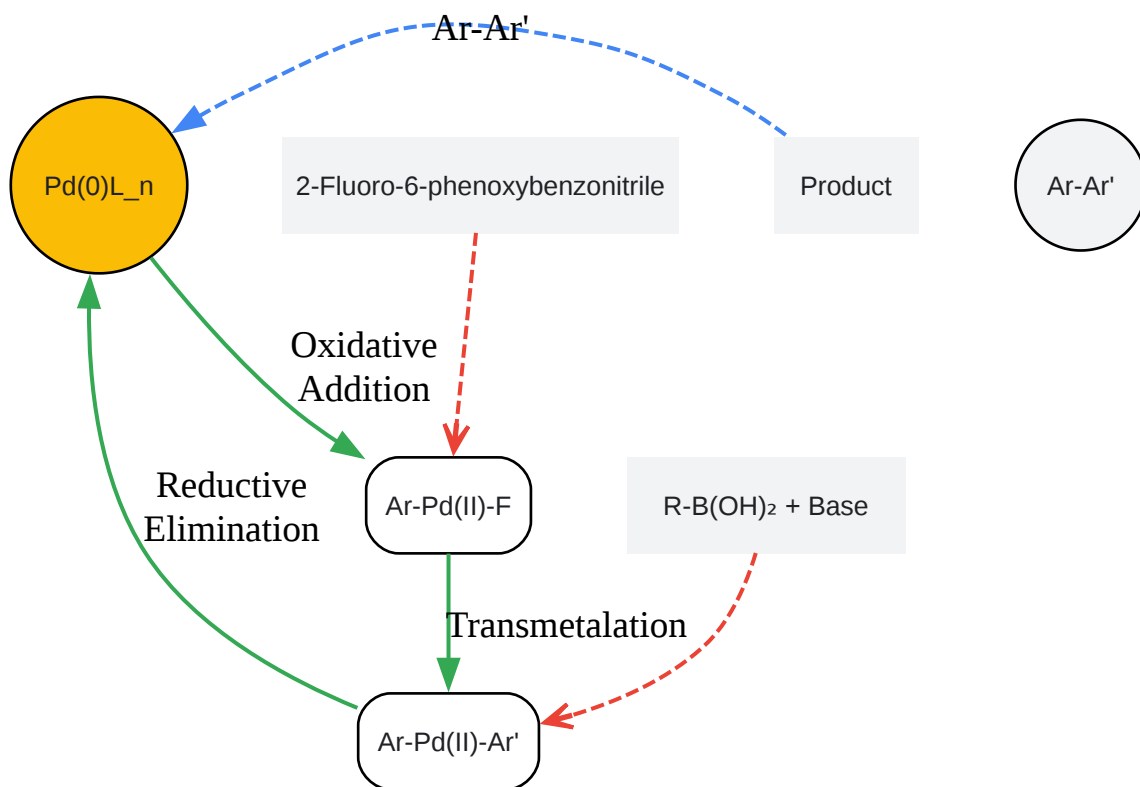 Ar-Ar'
Pd(0)L_n
2-Fluoro-6-phenoxybenzonitrile
Product
Ar-Ar'
Oxidative
Addition
Reductive
Elimination
Ar-Pd(II)-F
R-B(OH)₂ + Base
Transmetalation
Ar-Pd(II)-Ar'